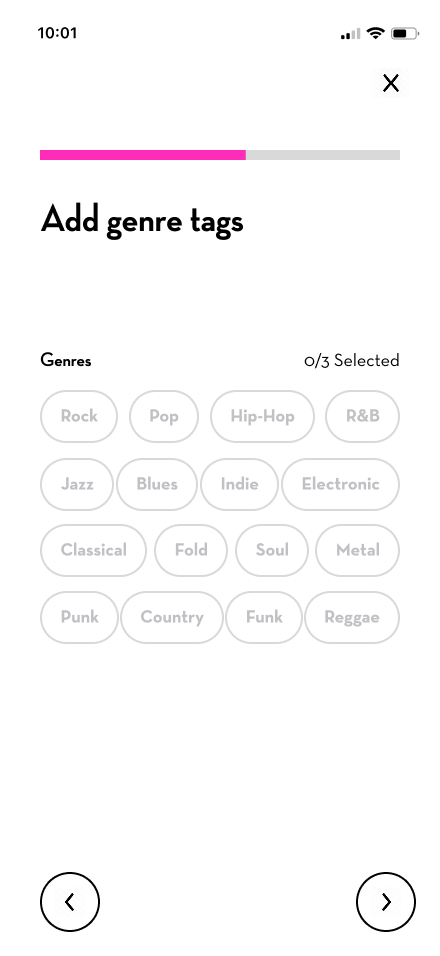 10:01
X
Add genre tags
Genres 0/3 Selected
Rock Pop Hip-Hop R&B
Jazz Blues Indie Electronic
Classical Fold Soul Metal
Punk Country Funk Reggae